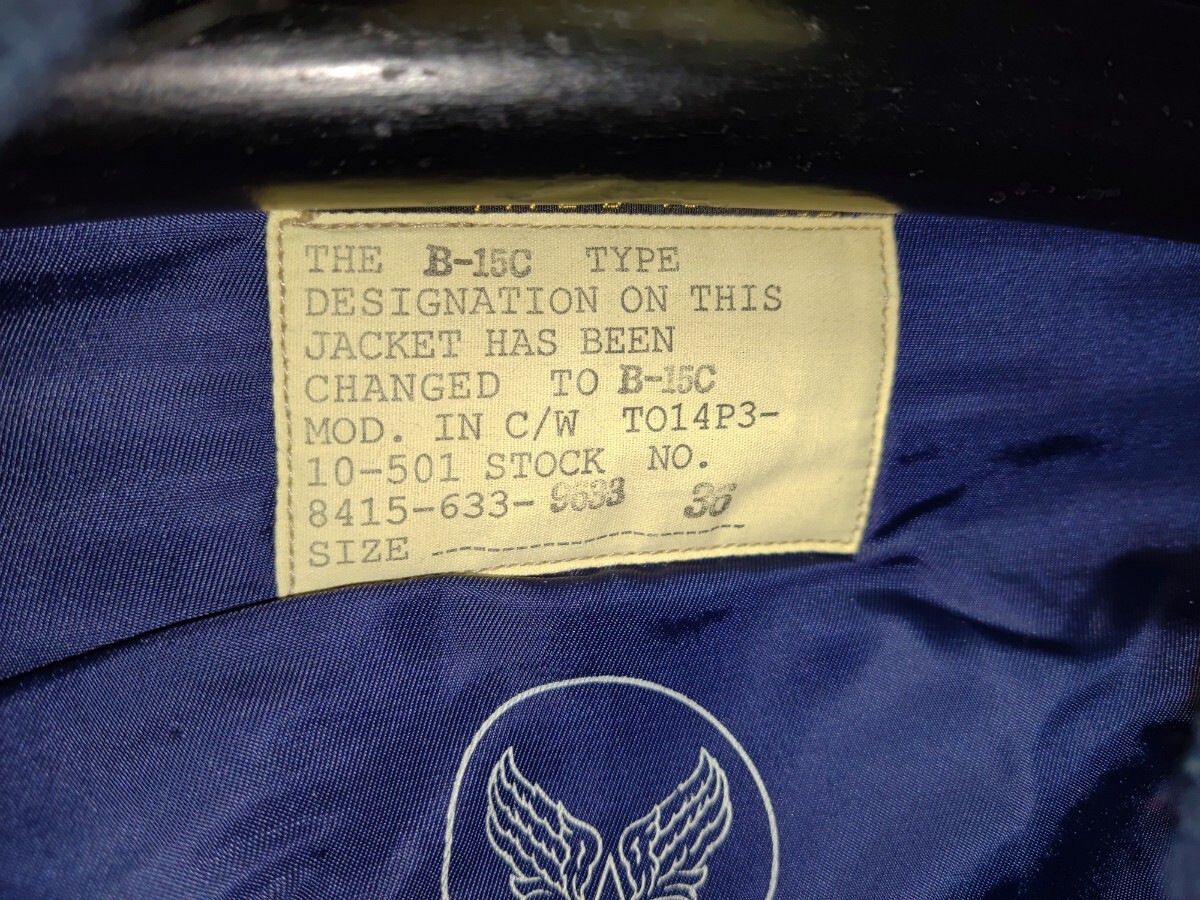 THE B-15C TYPE
DESIGNATION ON THIS
JACKET HAS BEEN
CHANGED TO B-15C
MOD. IN C/W TO14P3-
10-501 STOCK NO.
8415-633-9633 36
SIZE